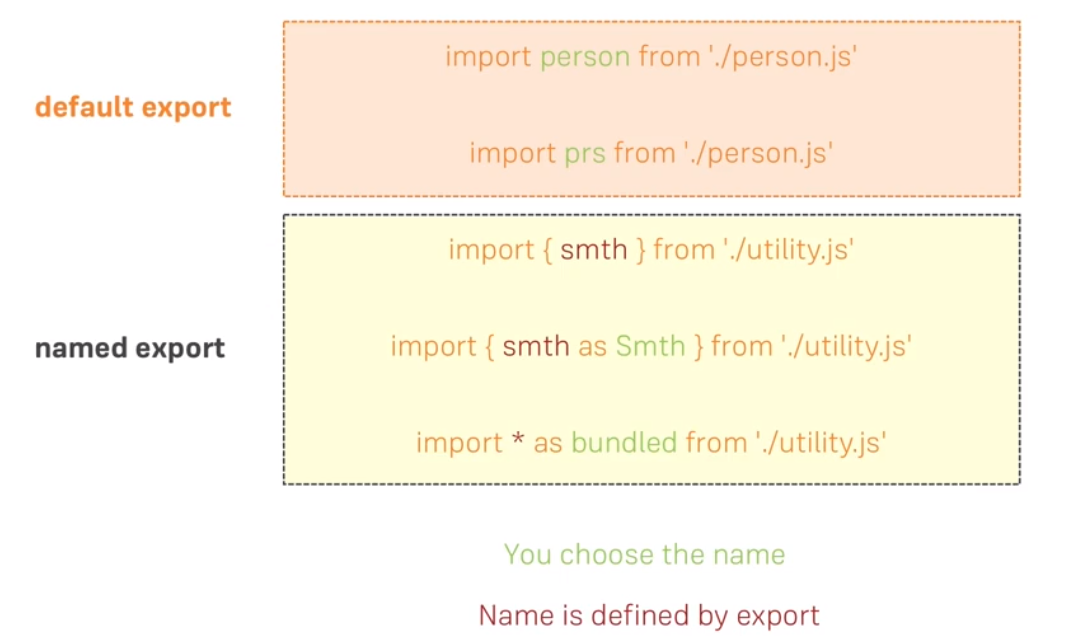 default export
import person from './person.js'
import prs from './person.js'
named export
import { smth } from './utility.js'
import { smth as Smth } from './utility.js'
import * as bundled from './utility.js'
You choose the name
Name is defined by export